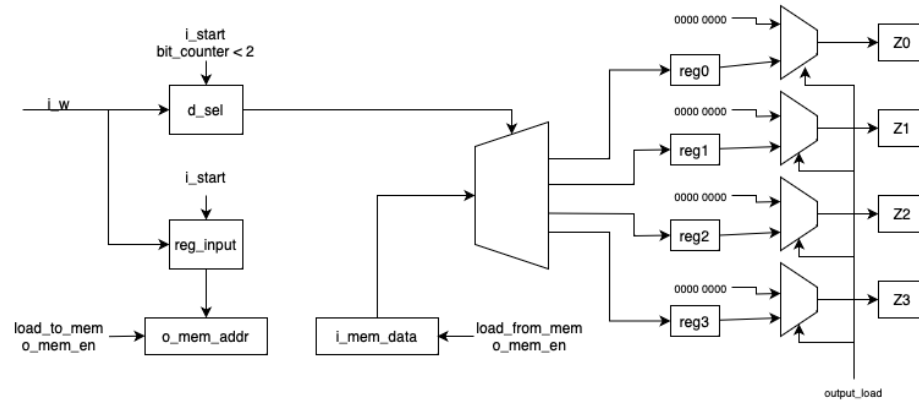 i_start
bit_counter < 2
i_w
d_sel
i_start
reg_input
load_to_mem
o_mem_en
o_mem_addr
i_mem_data
load_from_mem
o_mem_en
0000 0000
reg0
Z0
0000 0000
reg1
Z1
0000 0000
reg2
Z2
0000 0000
reg3
Z3
output_load